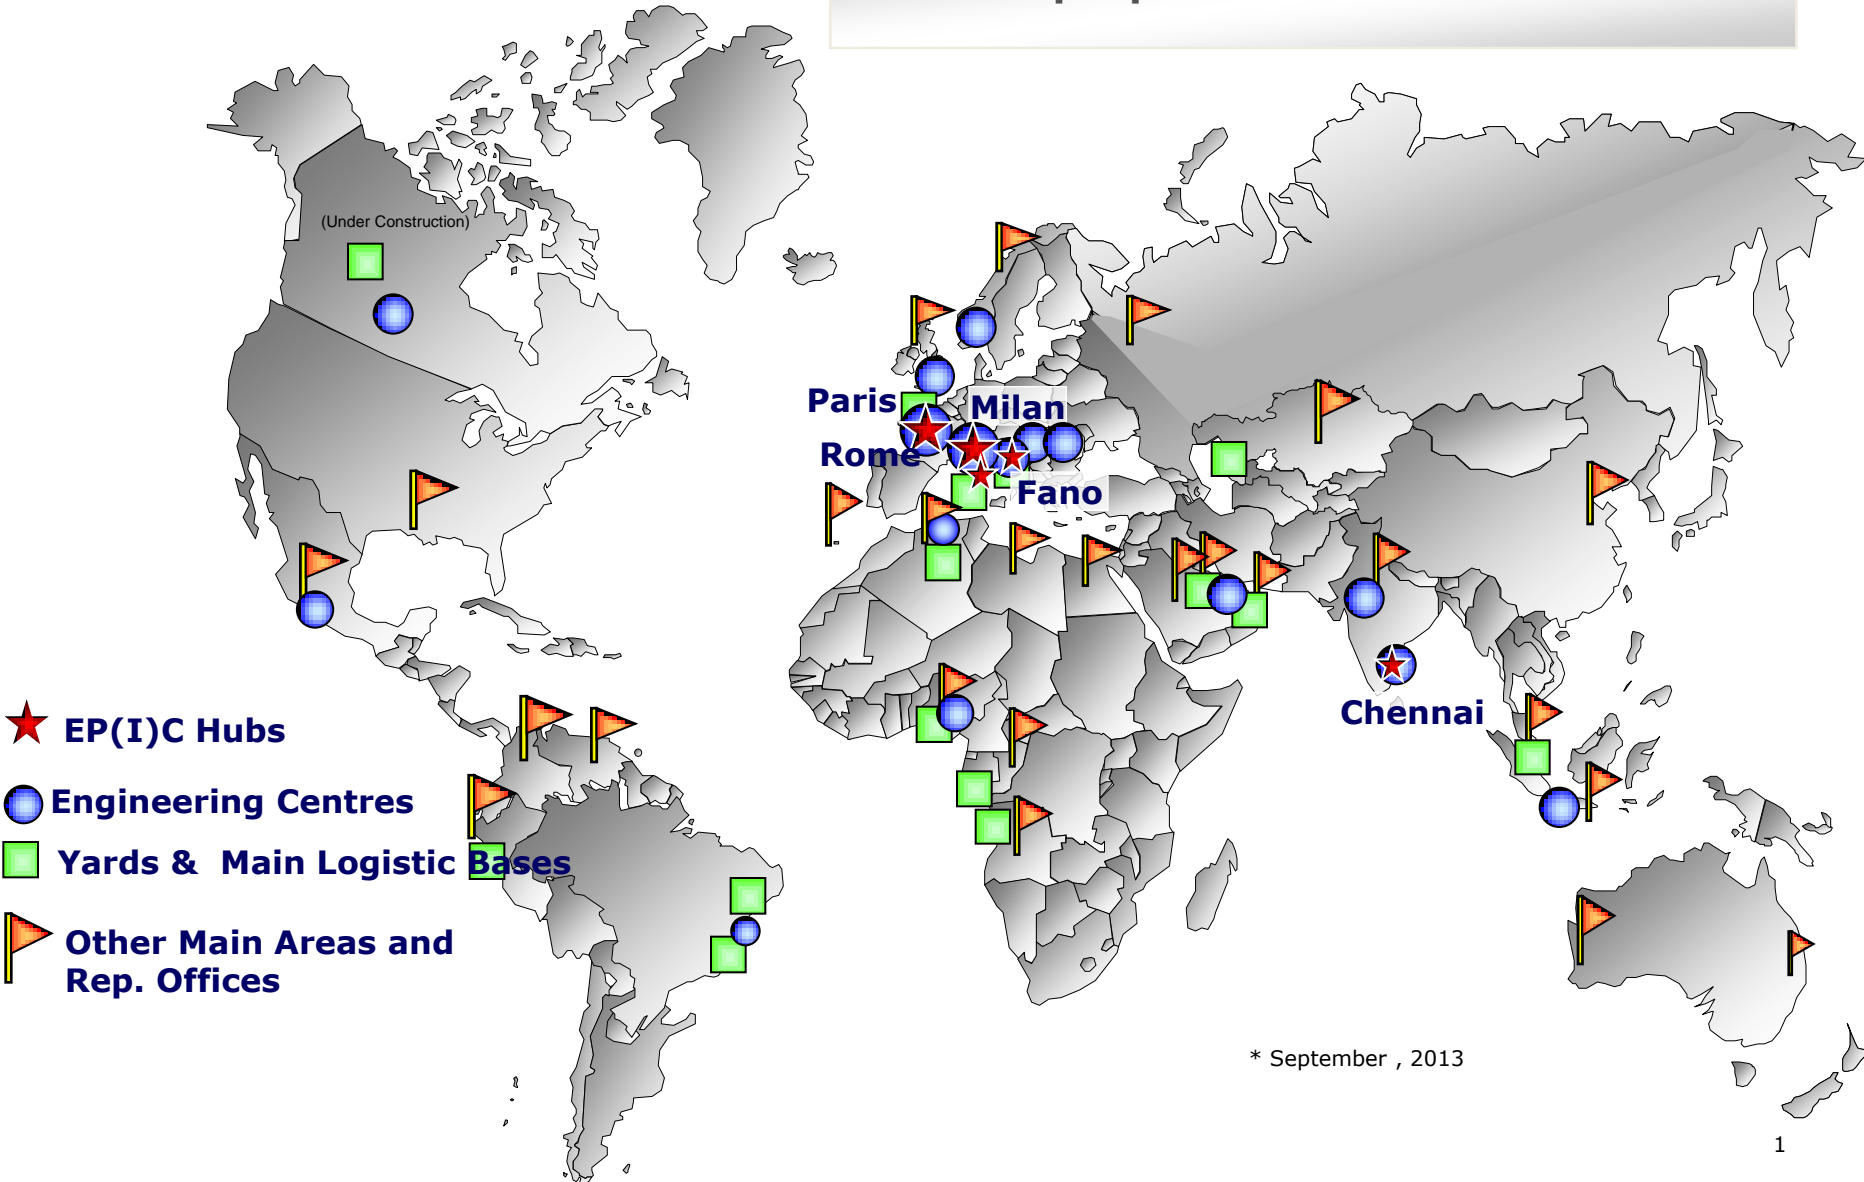 (Under Construction)
Paris
Milan
Rome
Fano
Chennai
EP(I)C Hubs
Engineering Centres
Yards & Main Logistic Bases
Other Main Areas and
Rep. Offices
* September , 2013
1